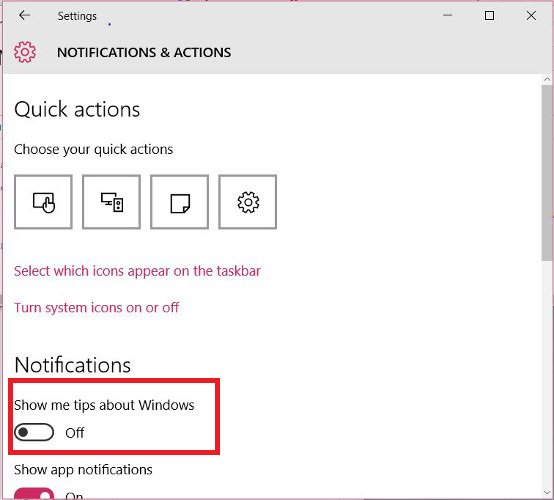 Settings
NOTIFICATIONS & ACTIONS
Quick actions
Choose your quick actions
Select which icons appear on the taskbar
Turn system icons on or off
Notifications
Show me tips about Windows
Off
Show app notifications
On